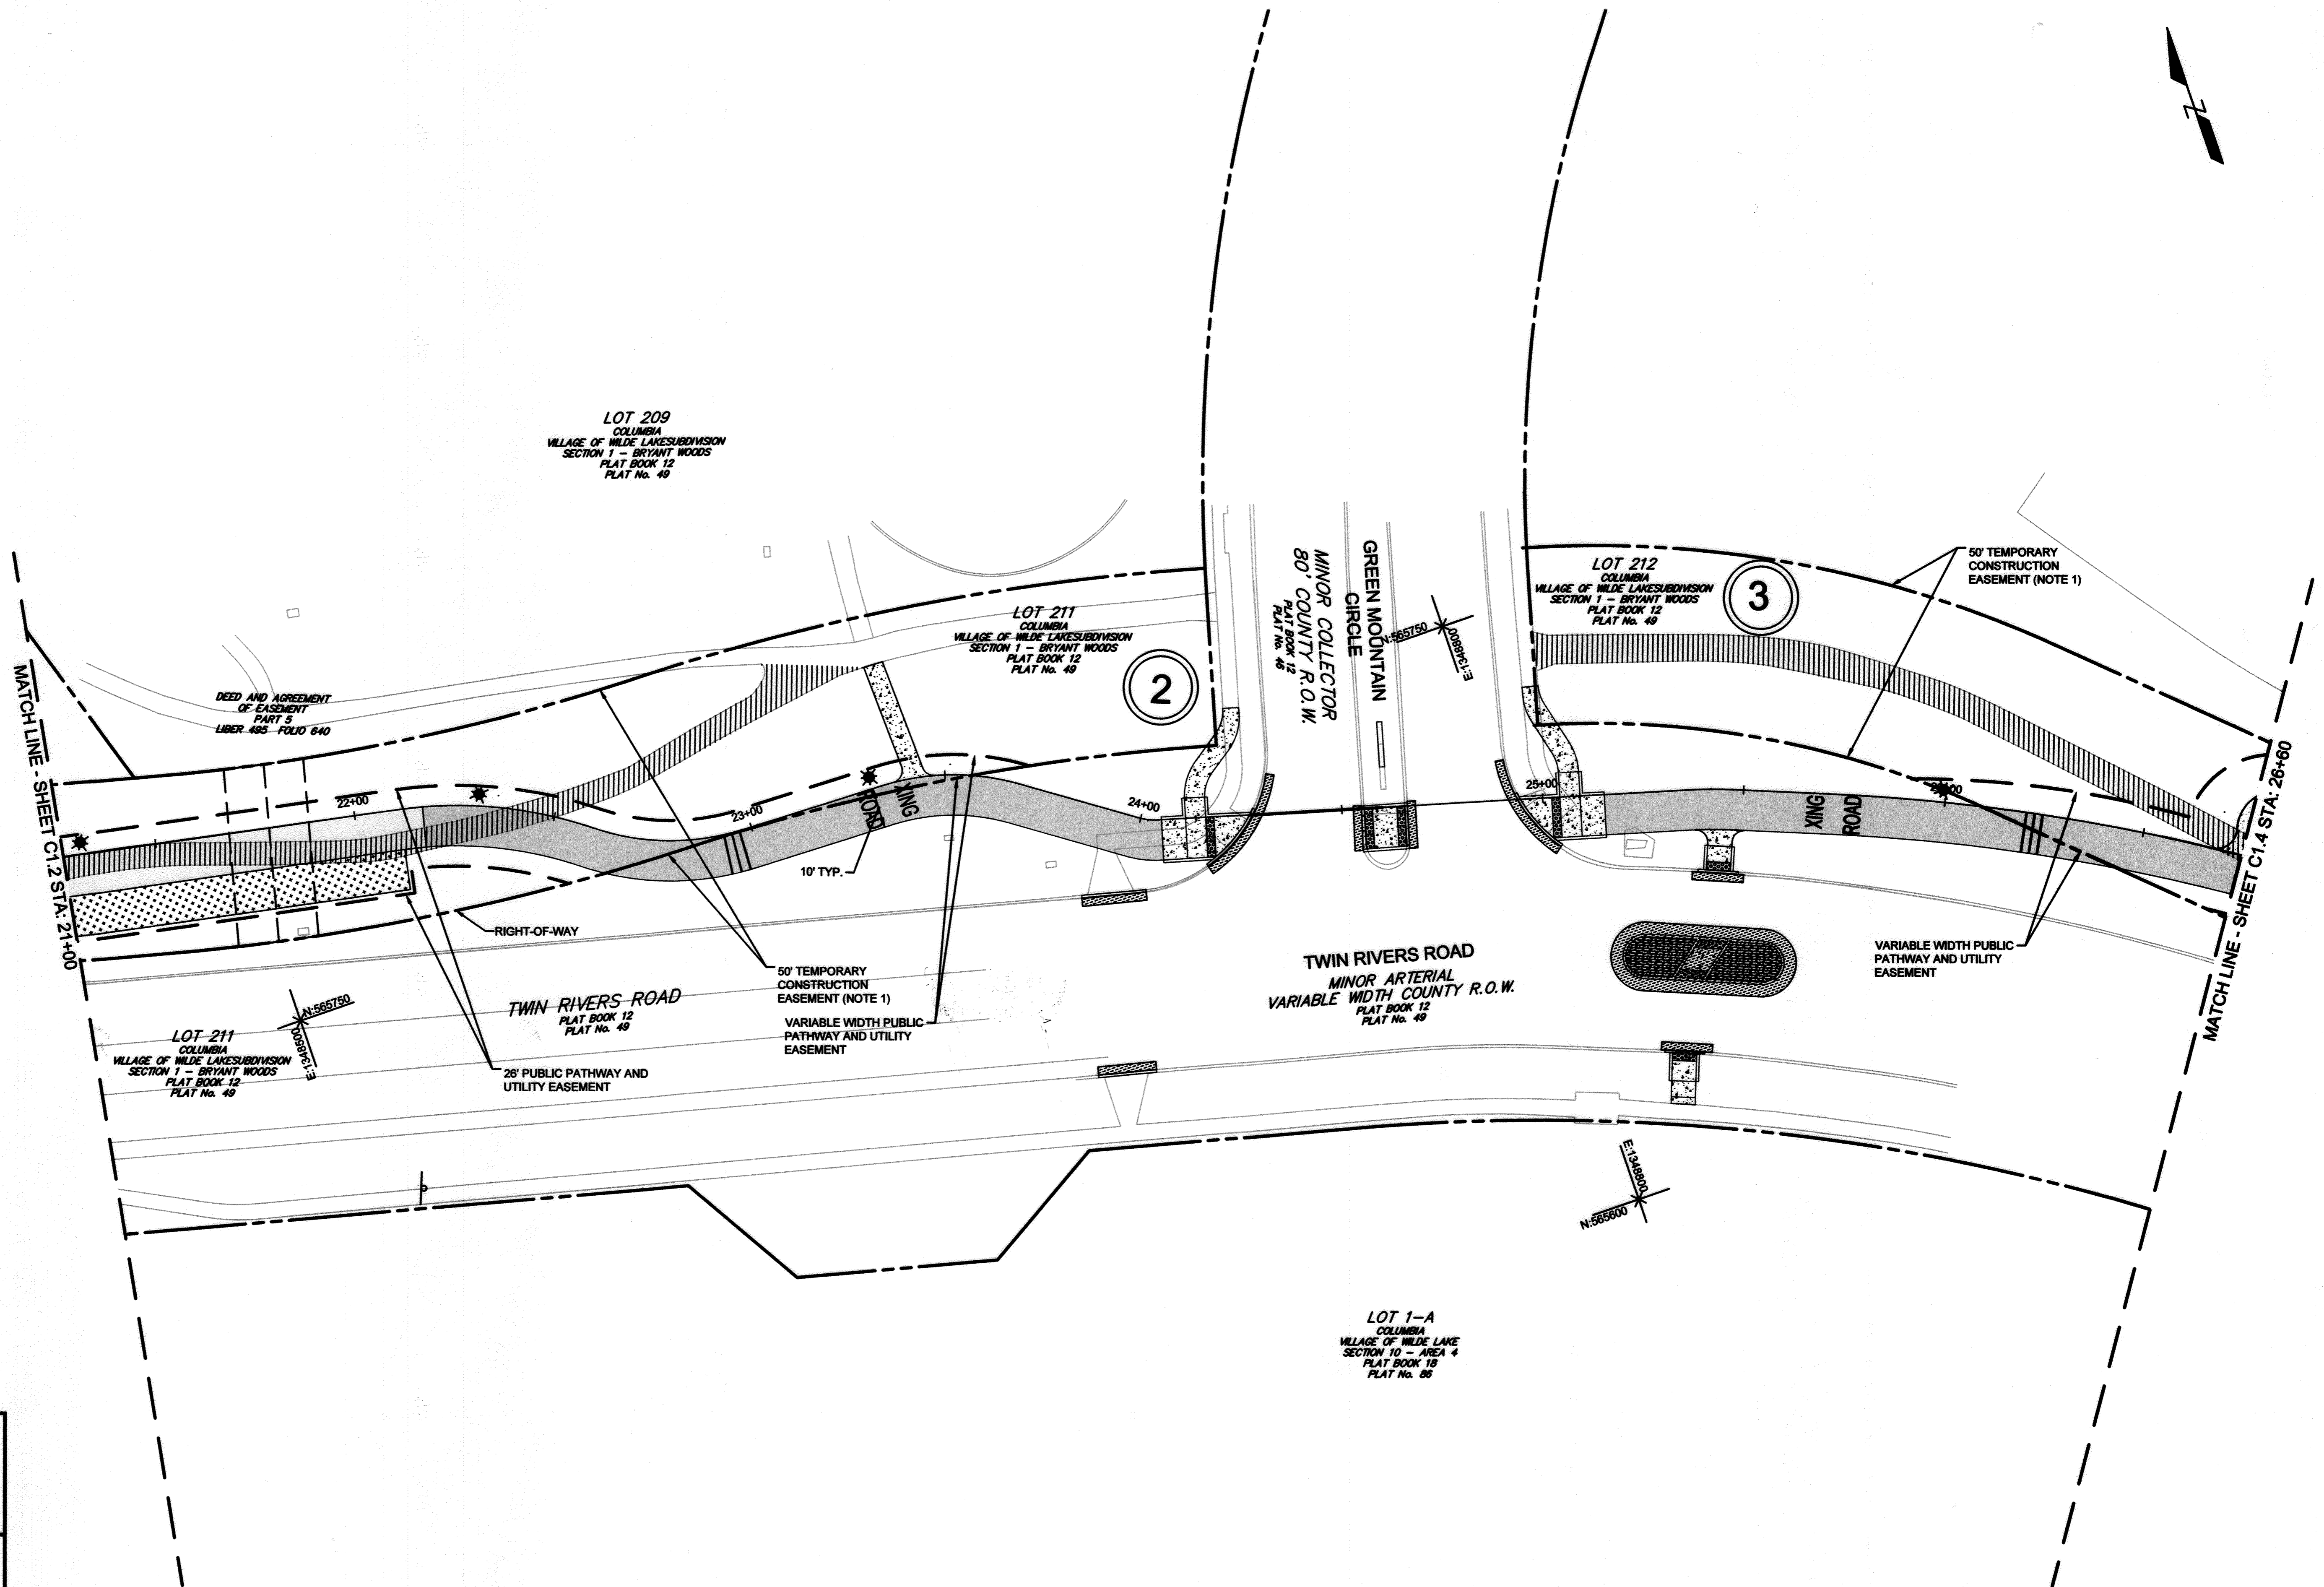 LOT 209
COLUMBIA
VILLAGE OF WILDE LAKESUBDIVISION
SECTION 1 – BRYANT WOODS
PLAT BOOK 12
PLAT No. 49
DEED AND AGREEMENT
OF EASEMENT
PART 5
LIBER 495 FOLIO 640
LOT 211
COLUMBIA
VILLAGE OF WILDE LAKESUBDIVISION
SECTION 1 – BRYANT WOODS
PLAT BOOK 12
PLAT No. 49
2
GREEN MOUNTAIN
CIRCLE
MINOR COLLECTOR
80' COUNTY R.O.W.
PLAT BOOK 12
PLAT No. 46
N:565750
E:1348800
LOT 212
COLUMBIA
VILLAGE OF WILDE LAKESUBDIVISION
SECTION 1 – BRYANT WOODS
PLAT BOOK 12
PLAT No. 49
3
50' TEMPORARY
CONSTRUCTION
EASEMENT (NOTE 1)
MATCH LINE - SHEET C1.2 STA: 21+00
22+00
23+00
24+00
25+00
XING
ROAD
XING
ROAD
10' TYP.
RIGHT-OF-WAY
50' TEMPORARY
CONSTRUCTION
EASEMENT (NOTE 1)
VARIABLE WIDTH PUBLIC
PATHWAY AND UTILITY
EASEMENT
26' PUBLIC PATHWAY AND
UTILITY EASEMENT
TWIN RIVERS ROAD
PLAT BOOK 12
PLAT No. 49
N:565750
E:1348500
LOT 211
COLUMBIA
VILLAGE OF WILDE LAKESUBDIVISION
SECTION 1 – BRYANT WOODS
PLAT BOOK 12
PLAT No. 49
TWIN RIVERS ROAD
MINOR ARTERIAL
VARIABLE WIDTH COUNTY R.O.W.
PLAT BOOK 12
PLAT No. 49
VARIABLE WIDTH PUBLIC
PATHWAY AND UTILITY
EASEMENT
MATCH LINE - SHEET C1.4 STA: 26+60
E:1348800
N:565600
LOT 1–A
COLUMBIA
VILLAGE OF WILDE LAKE
SECTION 10 – AREA 4
PLAT BOOK 18
PLAT No. 86